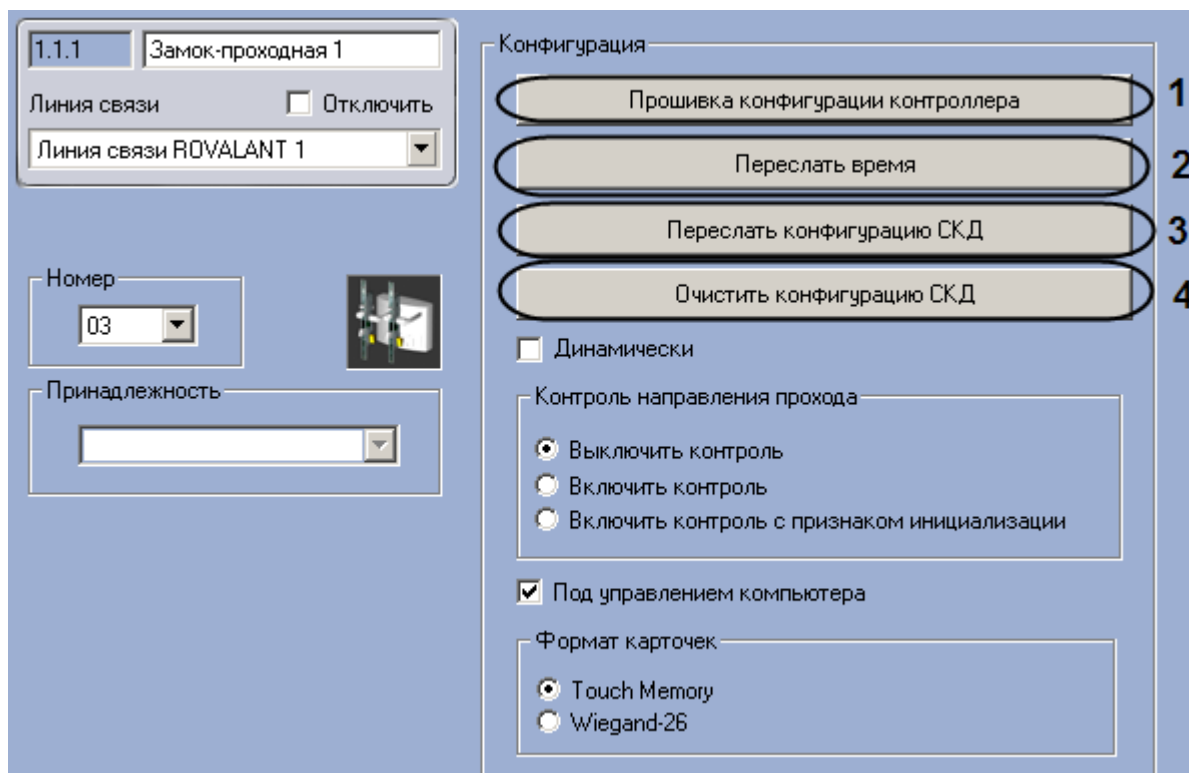 1.1.1 Замок-проходная 1
Линия связи Отключить
Линия связи ROVALANT 1
Номер
03
Принадлежность
Конфигурация
Прошивка конфигурации контроллера 1
Переслать время 2
Переслать конфигурацию СКД 3
Очистить конфигурацию СКД 4
Динамически
Контроль направления прохода
Выключить контроль
Включить контроль
Включить контроль с признаком инициализации
Под управлением компьютера
Формат карточек
Touch Memory
Wiegand-26